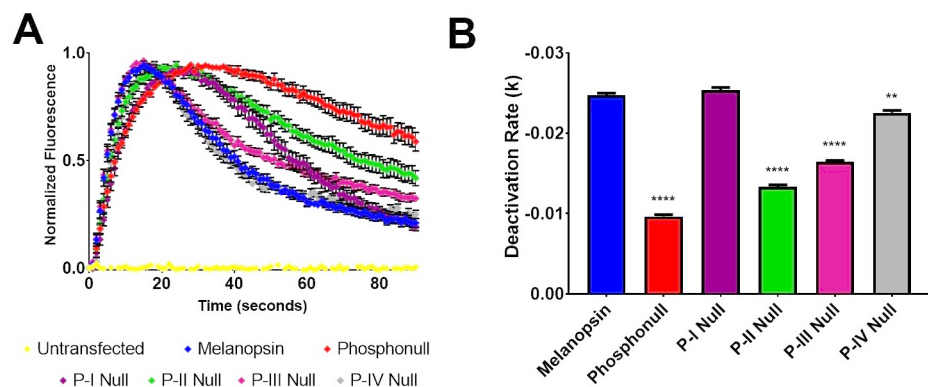 A
B
Normalized Fluorescence
1.0
0.5
0.0
0
20
40
60
80
Time (seconds)
Untransfected
Melanopsin
Phosphonull
P-I Null
P-II Null
P-III Null
P-IV Null
Deactivation Rate (k)
-0.03
-0.02
-0.01
0.00
****
****
****
**
Melanopsin
Phosphonull
P-I Null
P-II Null
P-III Null
P-IV Null